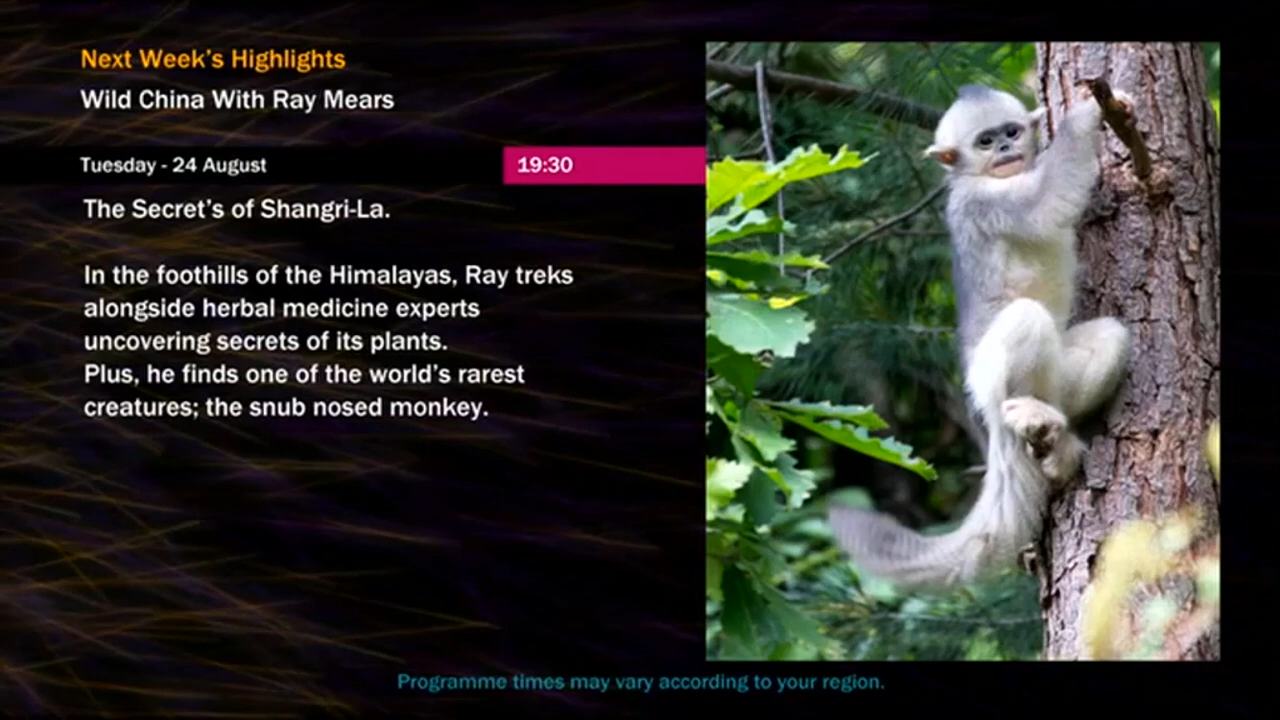 Next Week's Highlights
Wild China With Ray Mears
Tuesday - 24 August
19:30
The Secret's of Shangri-La.
In the foothills of the Himalayas, Ray treks
alongside herbal medicine experts
uncovering secrets of its plants.
Plus, he finds one of the world's rarest
creatures; the snub nosed monkey.
Programme times may vary according to your region.